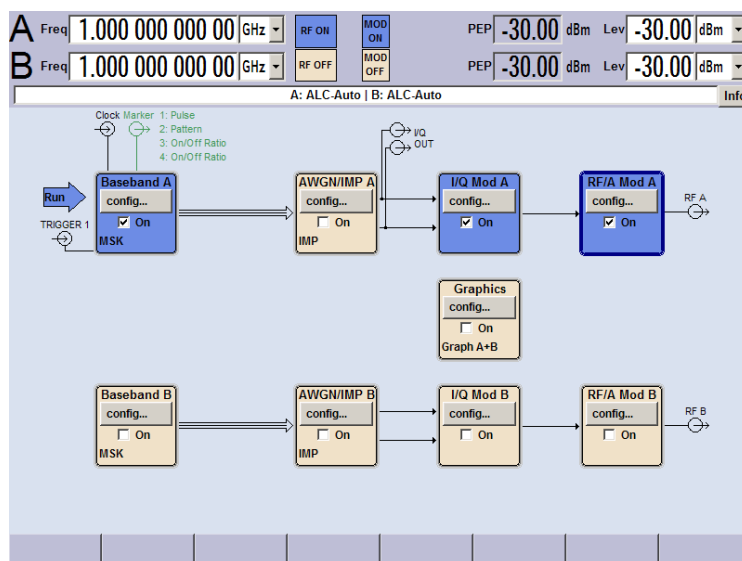 A Freq 1.000 000 000 00 GHz RF ON MOD ON PEP -30.00 dBm Lev -30.00 dBm
B Freq 1.000 000 000 00 GHz RF OFF MOD OFF PEP -30.00 dBm Lev -30.00 dBm
A: ALC-Auto | B: ALC-Auto Info
Clock Marker 1: Pulse
2: Pattern
3: On/Off Ratio
4: On/Off Ratio
I/Q
OUT
Run
TRIGGER 1
Baseband A
config...
On
MSK
AWGN/IMP A
config...
On
IMP
I/Q Mod A
config...
On
RF/A Mod A
config...
On
RF A
Graphics
config...
On
Graph A+B
Baseband B
config...
On
MSK
AWGN/IMP B
config...
On
IMP
I/Q Mod B
config...
On
RF/A Mod B
config...
On
RF B